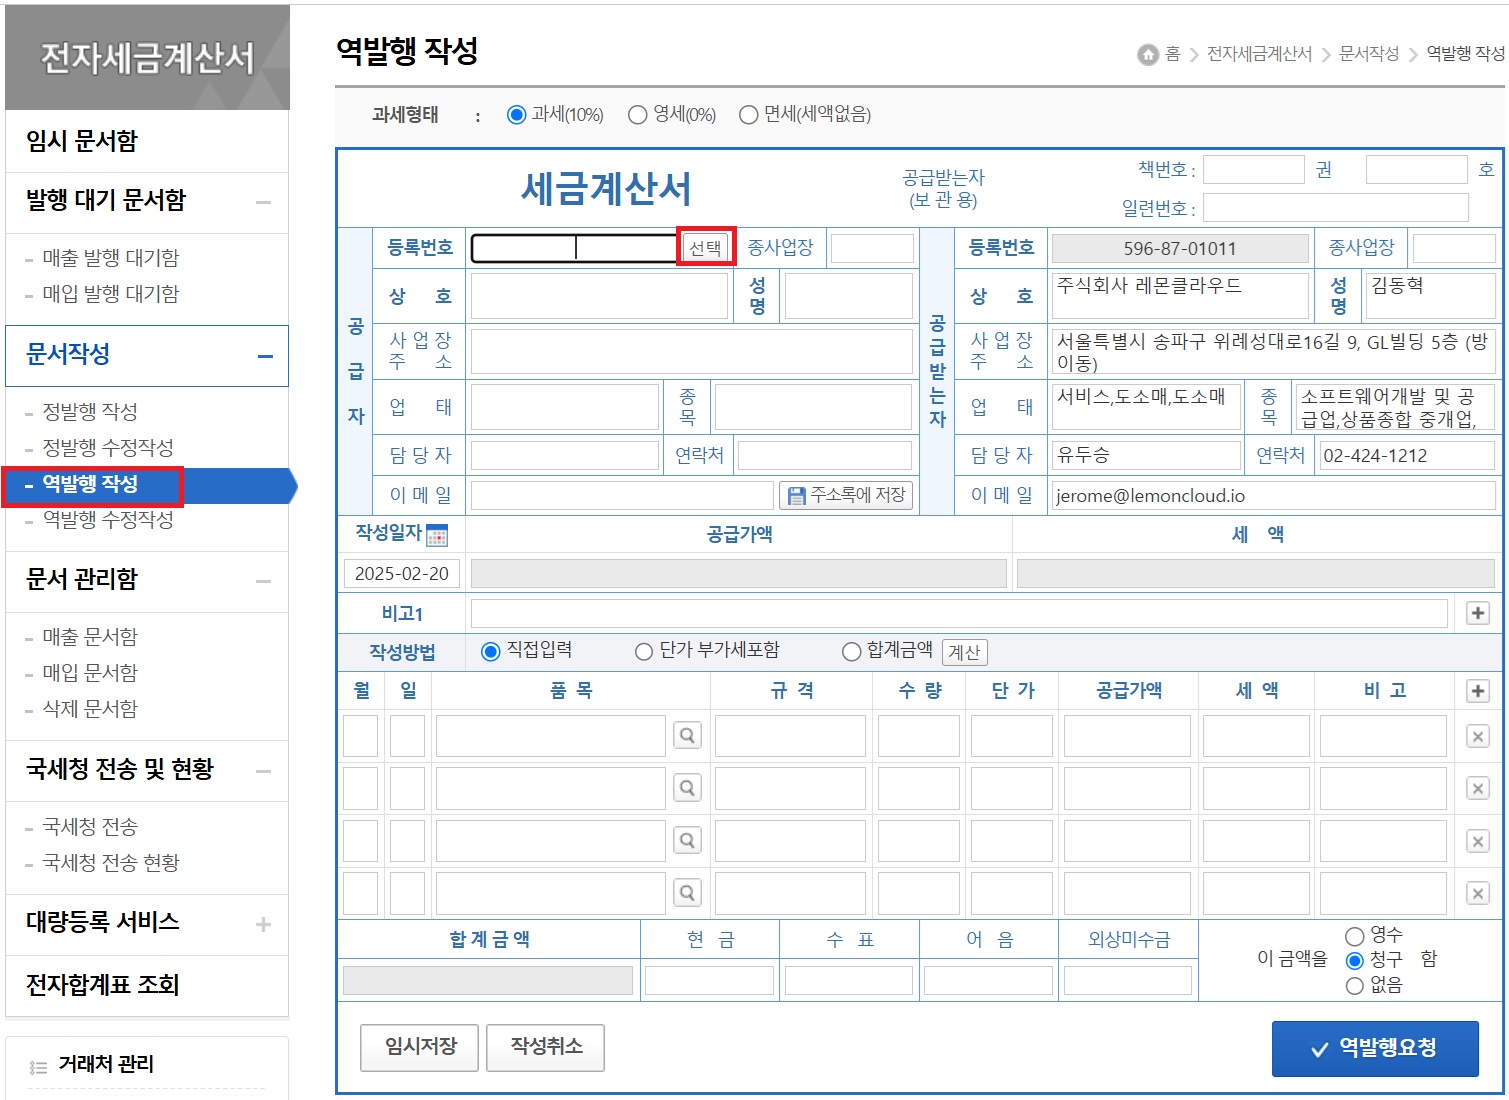 전자세금계산서
임시 문서함
발행 대기 문서함
- 매출 발행 대기함
- 매입 발행 대기함
문서작성
- 정발행 작성
- 정발행 수정작성
- 역발행 작성
- 역발행 수정작성
문서 관리함
- 매출 문서함
- 매입 문서함
- 삭제 문서함
국세청 전송 및 현황
- 국세청 전송
- 국세청 전송 현황
대량등록 서비스
전자합계표 조회
거래처 관리
역발행 작성
홈 > 전자세금계산서 > 문서작성 > 역발행 작성
과세형태 : 과세(10%) 영세(0%) 면세(세액없음)
세금계산서
공급받는자
(보 관 용)
책번호 : 권 호
일련번호 :
공급자
등록번호 선택 종사업장
상 호 성명
사업장 주소
업 태 종목
담당자 연락처
이메일 주소록에 저장
공급받는자
등록번호 596-87-01011 종사업장
상 호 주식회사 레몬클라우드 성명 김동혁
사업장 주소 서울특별시 송파구 위례성대로16길 9, GL빌딩 5층 (방
이동)
업 태 서비스,도소매,도소매 종목 소프트웨어개발 및 공
급업,상품종합 중개업,
담당자 유두승 연락처 02-424-1212
이메일 jerome@lemoncloud.io
작성일자 공급가액 세 액
2025-02-20
비고1
작성방법 직접입력 단가 부가세포함 합계금액 계산
월 일 품 목 규 격 수 량 단 가 공급가액 세 액 비 고
합계금액 현 금 수 표 어 음 외상미수금
이 금액을 영수 청구 없음 함
임시저장 작성취소 역발행요청